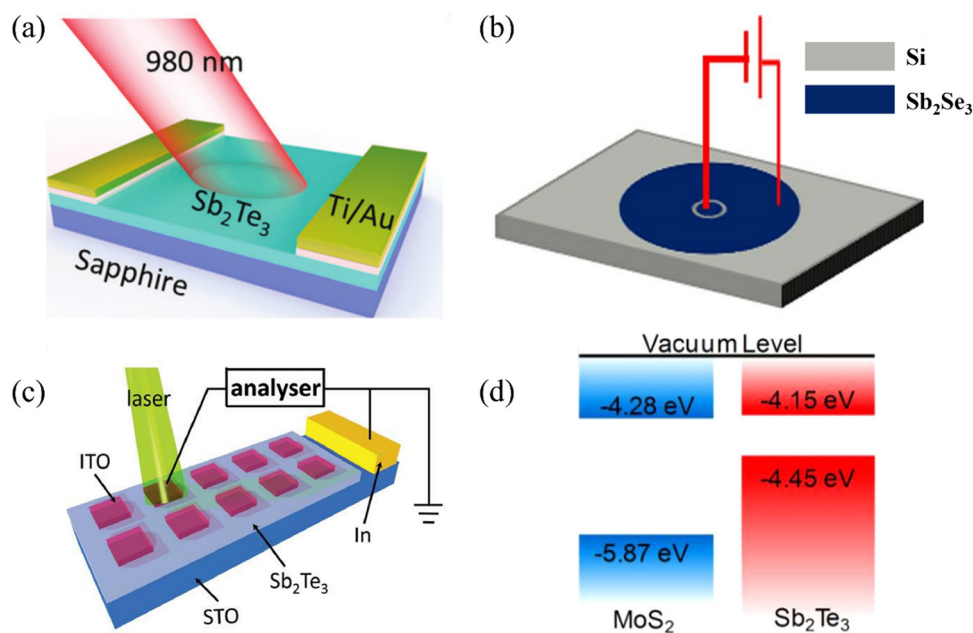 (a)
980 nm
Sb₂Te₃
Ti/Au
Sapphire
(b)
Si
Sb₂Se₃
(c)
laser
analyser
ITO
In
Sb₂Te₃
STO
(d)
Vacuum Level
-4.28 eV
-4.15 eV
-4.45 eV
-5.87 eV
MoS₂
Sb₂Te₃